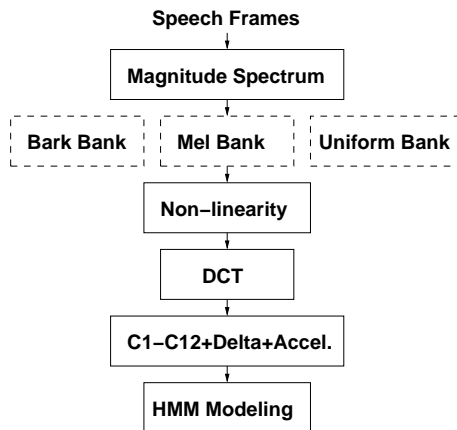 Speech Frames
Magnitude Spectrum
Bark Bank
Mel Bank
Uniform Bank
Non-linearity
DCT
C1-C12+Delta+Accel.
HMM Modeling